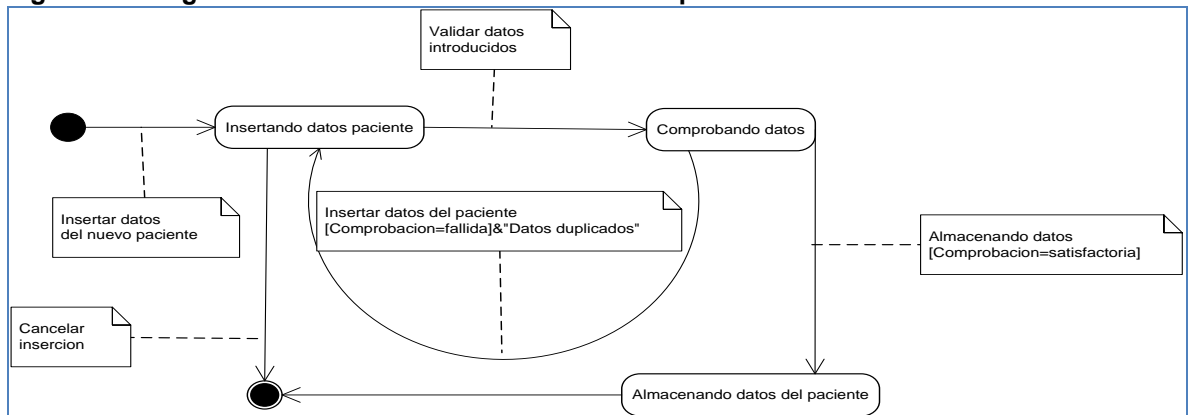 Validar datos
introducidos
Insertando datos paciente
Comprobando datos
Insertar datos
del nuevo paciente
Insertar datos del paciente
[Comprobacion=fallida]&"Datos duplicados"
Almacenando datos
[Comprobacion=satisfactoria]
Cancelar
insercion
Almacenando datos del paciente